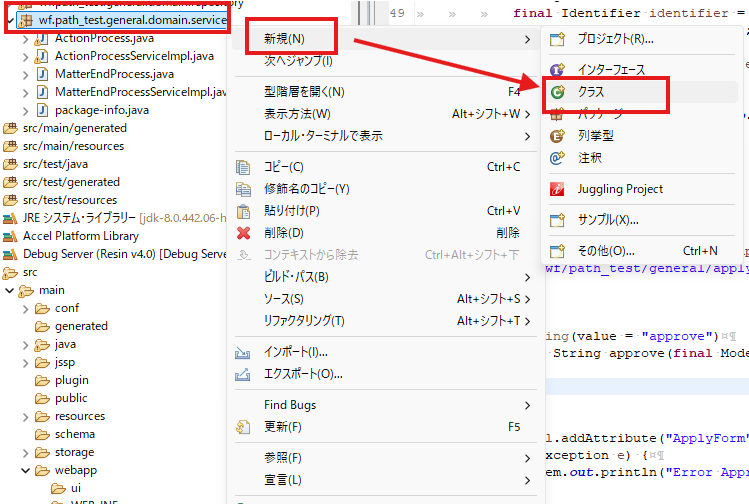 wf.path_test.general.domain.repository
wf.path_test.general.domain.service
ActionProcess.java
ActionProcessServiceImpl.java
MatterEndProcess.java
MatterEndProcessServiceImpl.java
package-info.java
src/main/generated
src/main/resources
src/test/java
src/test/generated
src/test/resources
JRE システム・ライブラリー [jdk-8.0.442.06-h
Accel Platform Library
Debug Server (Resin v4.0) [Debug Serve
src
main
conf
generated
java
jssp
plugin
public
resources
schema
storage
webapp
ui
WEB-INF
新規(N)
次へジャンプ(I)
型階層を開く(N) F4
表示方法(W) Alt+シフト+W
ローカル・ターミナルで表示
コピー(C) Ctrl+C
修飾名のコピー(Y)
貼り付け(P) Ctrl+V
削除(D) 削除
コンテキストから除去 Ctrl+Alt+シフト+下
ビルド・パス(B)
ソース(S) Alt+シフト+S
リファクタリング(T) Alt+シフト+T
インポート(I)...
エクスポート(O)...
Find Bugs
更新(F) F5
参照(F)
宣言(L)
プロジェクト(R)...
インターフェース
クラス
パッケージ
列挙型
注釈
Juggling Project
サンプル(X)...
その他(O)... Ctrl+N
49 » » » final Identifier identifier =
wf/path_test/general/apply
ing(value = "approve")¤¶
String approve(final Mode
l.addAttribute("ApplyForm"
xception e) {¤¶
em.out.println("Error Appr